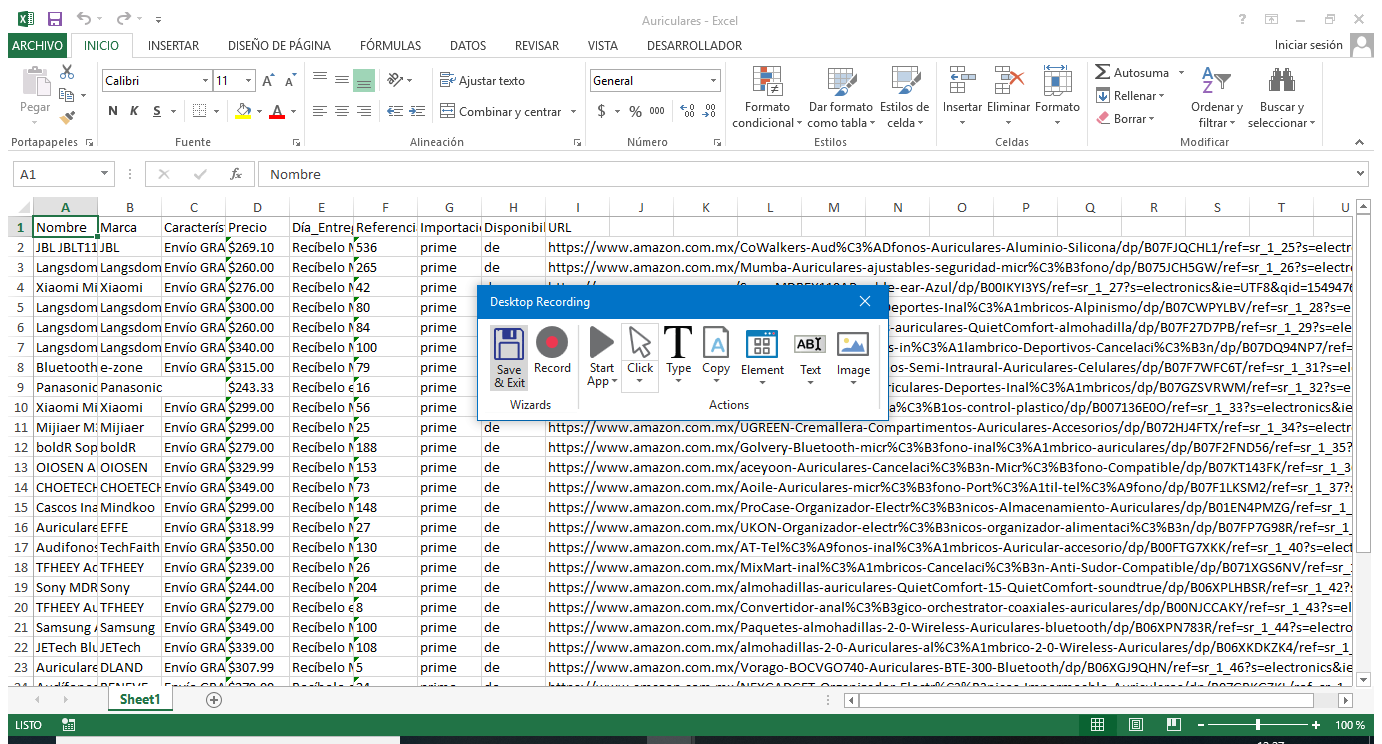 Auriculares - Excel
ARCHIVO INICIO INSERTAR DISEÑO DE PÁGINA FÓRMULAS DATOS REVISAR VISTA DESARROLLADOR Iniciar sesión
Pegar
Calibri 11
N K S
Ajustar texto
Combinar y centrar
General
$ % 000
Formato condicional
Dar formato como tabla
Estilos de celda
Insertar Eliminar Formato
Autosuma
Rellenar
Borrar
Ordenar y filtrar
Buscar y seleccionar
Portapapeles Fuente Alineación Número Estilos Celdas Modificar
A1 fx Nombre
A B C D E F G H I J K L M N O P Q R S T U
1 Nombre Marca Caracterís Precio Día_Entreg Referencia Importació Disponibil URL
2 JBL JBLT11 JBL Envío GRA $269.10 Recíbelo M 536 prime de https://www.amazon.com.mx/CoWalkers-Aud%C3%ADfonos-Auriculares-Aluminio-Silicona/dp/B07FJQCHL1/ref=sr_1_25?s=electro
3 Langsdom Langsdom Envío GRA $260.00 Recíbelo M 265 prime de https://www.amazon.com.mx/Mumba-Auriculares-ajustables-seguridad-micr%C3%B3fono/dp/B075JCH5GW/ref=sr_1_26?s=electron
4 Xiaomi Mi Xiaomi Envío GRA $276.00 Recíbelo M 42 le-ear-Azul/dp/B00IKYI3YS/ref=sr_1_27?s=electronics&ie=UTF8&qid=1549476
5 Langsdom Langsdom Envío GRA $300.00 Recíbelo M 80 prime Deportes-Inal%C3%A1mbricos-Alpinismo/dp/B07CWPYLBV/ref=sr_1_28?s=e
6 Langsdom Langsdom Envío GRA $260.00 Recíbelo M 84 prime -auriculares-QuietComfort-almohadilla/dp/B07F27D7PB/ref=sr_1_29?s=electr
7 Langsdom Langsdom Envío GRA $340.00 Recíbelo M 100 prime s-in%C3%A1lambrico-Deportivos-Cancelaci%C3%B3n/dp/B07DQ94NP7/ref=
8 Bluetooth e-zone Envío GRA $315.00 Recíbelo M 79 prime os-Semi-Intraural-Auriculares-Celulares/dp/B07F7WFC6T/ref=sr_1_31?s=elec
9 Panasonic Panasonic $243.33 Recíbelo e 16 prime riculares-Deportes-Inal%C3%A1mbricos/dp/B07GZSVRWM/ref=sr_1_32?s=e
10 Xiaomi Mi Xiaomi Envío GRA $299.00 Recíbelo M 56 prime a%C3%B1os-control-plastico/dp/B007136E0O/ref=sr_1_33?s=electronics&ie
11 Mijiaer M Mijiaer Envío GRA $299.00 Recíbelo M 25 prime de https://www.amazon.com.mx/UGREEN-Cremallera-Compartimentos-Auriculares-Accesorios/dp/B072HJ4FTX/ref=sr_1_34?s=electr
12 boldR Sop boldR Envío GRA $279.00 Recíbelo M 188 prime de https://www.amazon.com.mx/Golvery-Bluetooth-micr%C3%B3fono-inal%C3%A1mbrico-auriculares/dp/B07F2FND56/ref=sr_1_35?
13 OIOSEN A OIOSEN Envío GRA $329.99 Recíbelo M 153 prime de https://www.amazon.com.mx/aceyoon-Auriculares-Cancelaci%C3%B3n-Micr%C3%B3fono-Compatible/dp/B07KT143FK/ref=sr_1_3
14 CHOETECH CHOETECH Envío GRA $349.00 Recíbelo M 73 prime de https://www.amazon.com.mx/Aoile-Auriculares-micr%C3%B3fono-Port%C3%A1til-tel%C3%A9fono/dp/B07F1LKSM2/ref=sr_1_37?s
15 Cascos Ina Mindkoo Envío GRA $299.00 Recíbelo M 148 prime de https://www.amazon.com.mx/ProCase-Organizador-Electr%C3%B3nicos-Almacenamiento-Auriculares/dp/B01EN4PMZG/ref=sr_1_
16 Auriculare EFFE Envío GRA $318.99 Recíbelo M 27 prime de https://www.amazon.com.mx/UKON-Organizador-electr%C3%B3nicos-organizador-alimentaci%C3%B3n/dp/B07FP7G98R/ref=sr_1_
17 Audifonos TechFaith Envío GRA $350.00 Recíbelo M 130 prime de https://www.amazon.com.mx/AT-Tel%C3%A9fonos-inal%C3%A1mbricos-Auricular-accesorio/dp/B00FTG7XKK/ref=sr_1_40?s=elect
18 TFHEEY Ad TFHEEY Envío GRA $239.00 Recíbelo M 26 prime de https://www.amazon.com.mx/MixMart-inal%C3%A1mbricos-Cancelaci%C3%B3n-Anti-Sudor-Compatible/dp/B071XGS6NV/ref=sr_1
19 Sony MDR Sony Envío GRA $244.00 Recíbelo M 204 prime de https://www.amazon.com.mx/almohadillas-auriculares-QuietComfort-15-QuietComfort-soundtrue/dp/B06XPLHBSR/ref=sr_1_42?
20 TFHEEY Au TFHEEY Envío GRA $279.00 Recíbelo e 8 prime de https://www.amazon.com.mx/Convertidor-anal%C3%B3gico-orchestrator-coaxiales-auriculares/dp/B00NJCCAKY/ref=sr_1_43?s=el
21 Samsung A Samsung Envío GRA $349.00 Recíbelo M 100 prime de https://www.amazon.com.mx/Paquetes-almohadillas-2-0-Wireless-Auriculares-bluetooth/dp/B06XPN783R/ref=sr_1_44?s=electro
22 JETech Blu JETech Envío GRA $339.00 Recíbelo M 108 prime de https://www.amazon.com.mx/almohadillas-2-0-Auriculares-al%C3%A1mbrico-2-0-Wireless-Auriculares/dp/B06XKDKZK4/ref=sr_1_
23 Auriculare DLAND Envío GRA $307.99 Recíbelo M 5 prime de https://www.amazon.com.mx/Vorago-BOCVGO740-Auriculares-BTE-300-Bluetooth/dp/B06XGJ9QHN/ref=sr_1_46?s=electronics&ie
Desktop Recording
Save & Exit
Record
Start App
Click
Type
Copy
Element
Text
Image
Wizards Actions
Sheet1
LISTO 100 %